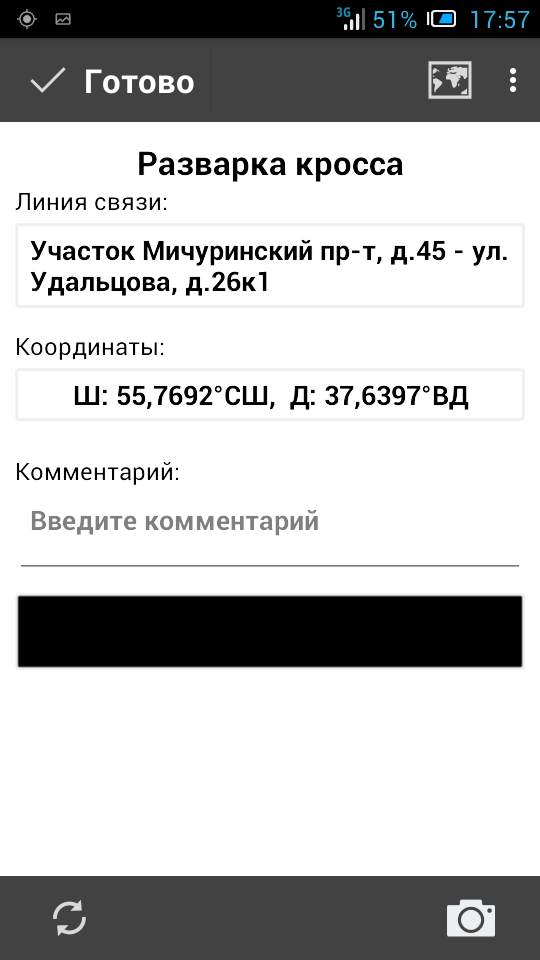 3G 51% 17:57
Готово
Разварка кросса
Линия связи:
Участок Мичуринский пр-т, д.45 - ул.
Удальцова, д.26к1
Координаты:
Ш: 55,7692°СШ, Д: 37,6397°ВД
Комментарий:
Введите комментарий